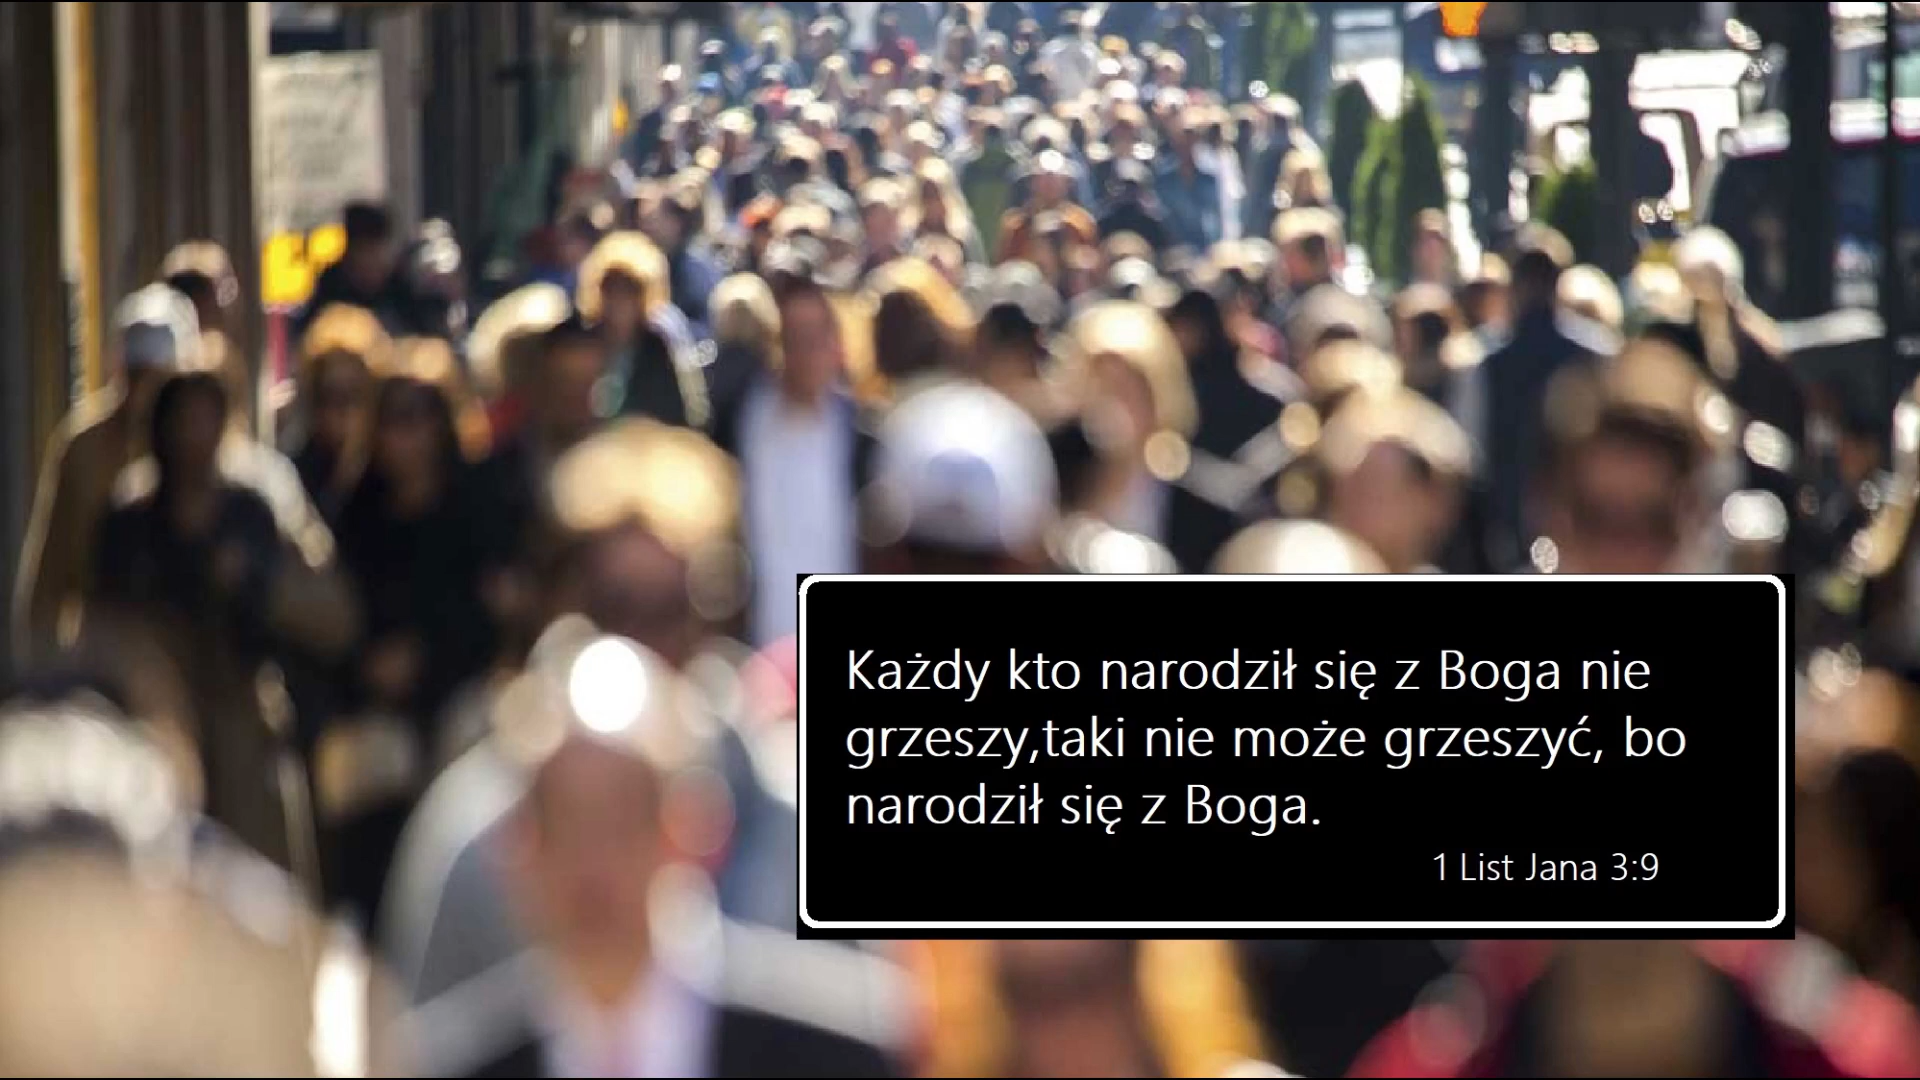 Każdy kto narodził się z Boga nie
grzeszy,taki nie może grzeszyć, bo
narodził się z Boga.
1 List Jana 3:9